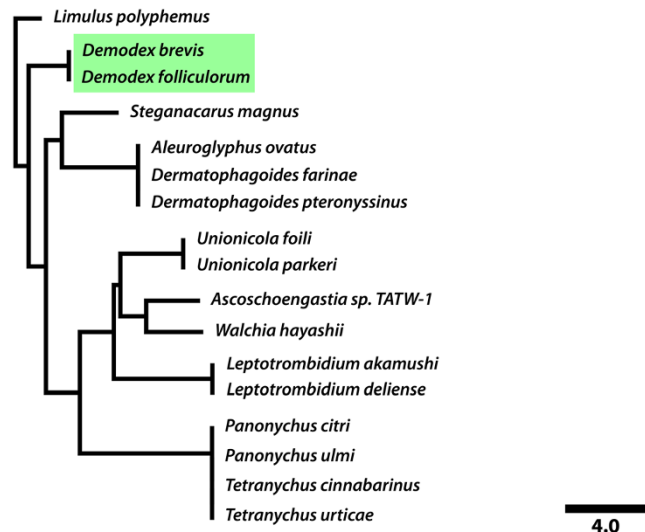 Limulus polyphemus
Demodex brevis
Demodex folliculorum
Steganacarus magnus
Aleuroglyphus ovatus
Dermatophagoides farinae
Dermatophagoides pteronyssinus
Unionicola foili
Unionicola parkeri
Ascoschoengastia sp. TATW-1
Walchia hayashii
Leptotrombidium akamushi
Leptotrombidium deliense
Panonychus citri
Panonychus ulmi
Tetranychus cinnabarinus
Tetranychus urticae
4.0